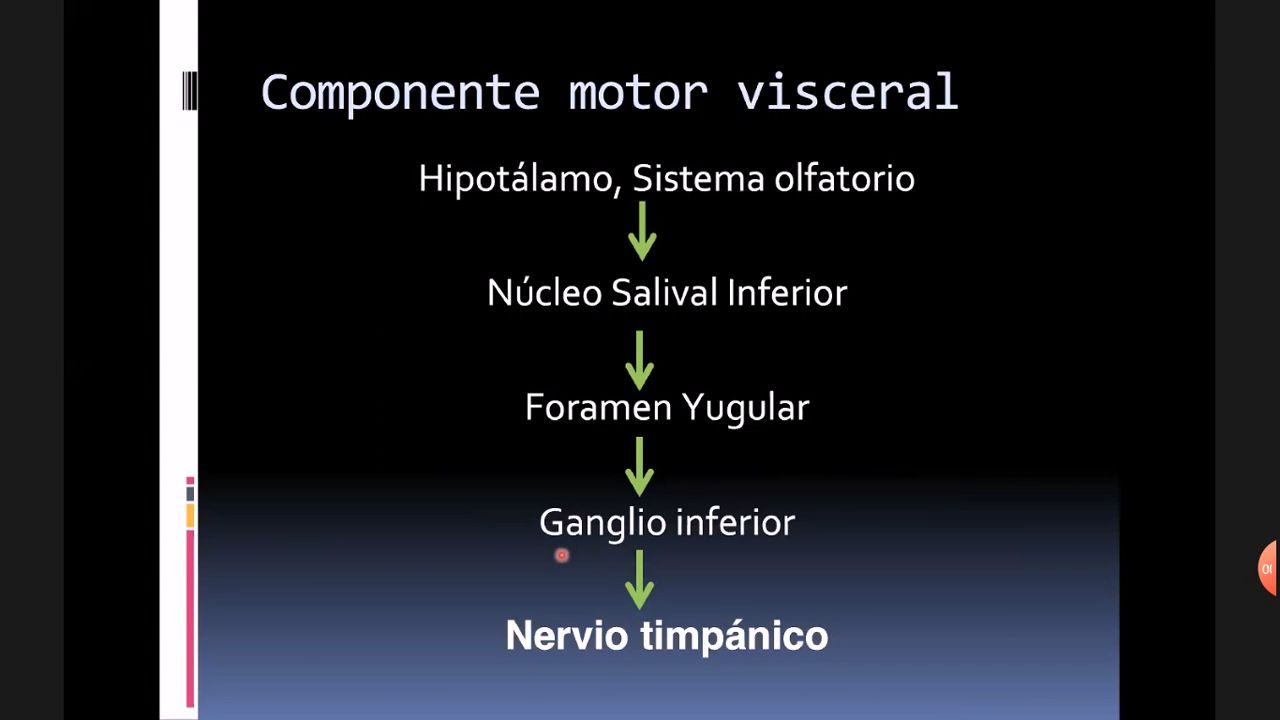 Componente motor visceral
Hipotálamo, Sistema olfatorio
Núcleo Salival Inferior
Foramen Yugular
Ganglio inferior
Nervio timpánico